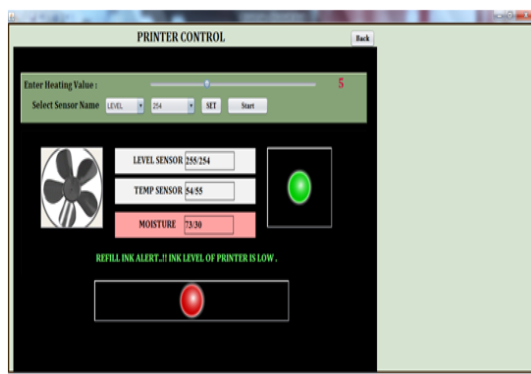 PRINTER CONTROL
Back
Enter Heating Value :
5
Select Sensor Name LEVEL 254 SET Start
LEVEL SENSOR 255/254
TEMP SENSOR 54/55
MOISTURE 73/30
REFILL INK ALERT..!! INK LEVEL OF PRINTER IS LOW .